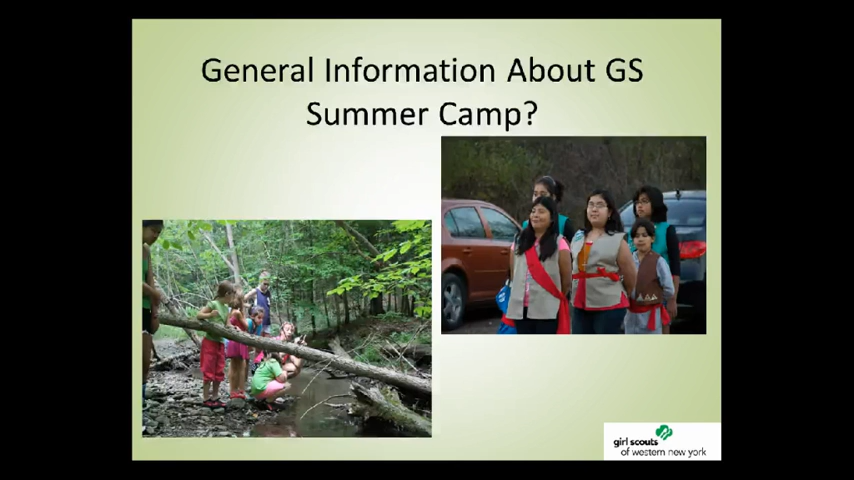 General Information About GS
Summer Camp?
girl scouts
of western new york